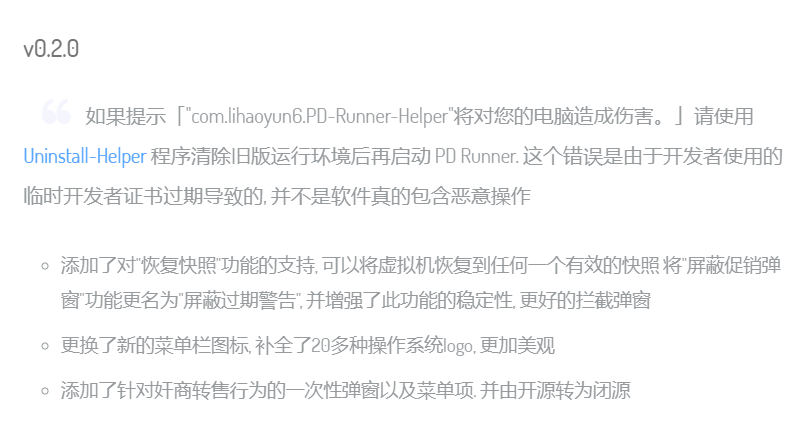 v0.2.0
如果提示「"com.lihaoyun6.PD-Runner-Helper"将对您的电脑造成伤害。」请使用
Uninstall-Helper 程序清除旧版运行环境后再启动 PD Runner. 这个错误是由于开发者使用的
临时开发者证书过期导致的, 并不是软件真的包含恶意操作
添加了对"恢复快照"功能的支持, 可以将虚拟机恢复到任何一个有效的快照 将"屏蔽促销弹
窗"功能更名为"屏蔽过期警告", 并增强了此功能的稳定性, 更好的拦截弹窗
更换了新的菜单栏图标, 补全了20多种操作系统logo, 更加美观
添加了针对奸商转售行为的一次性弹窗以及菜单项. 并由开源转为闭源